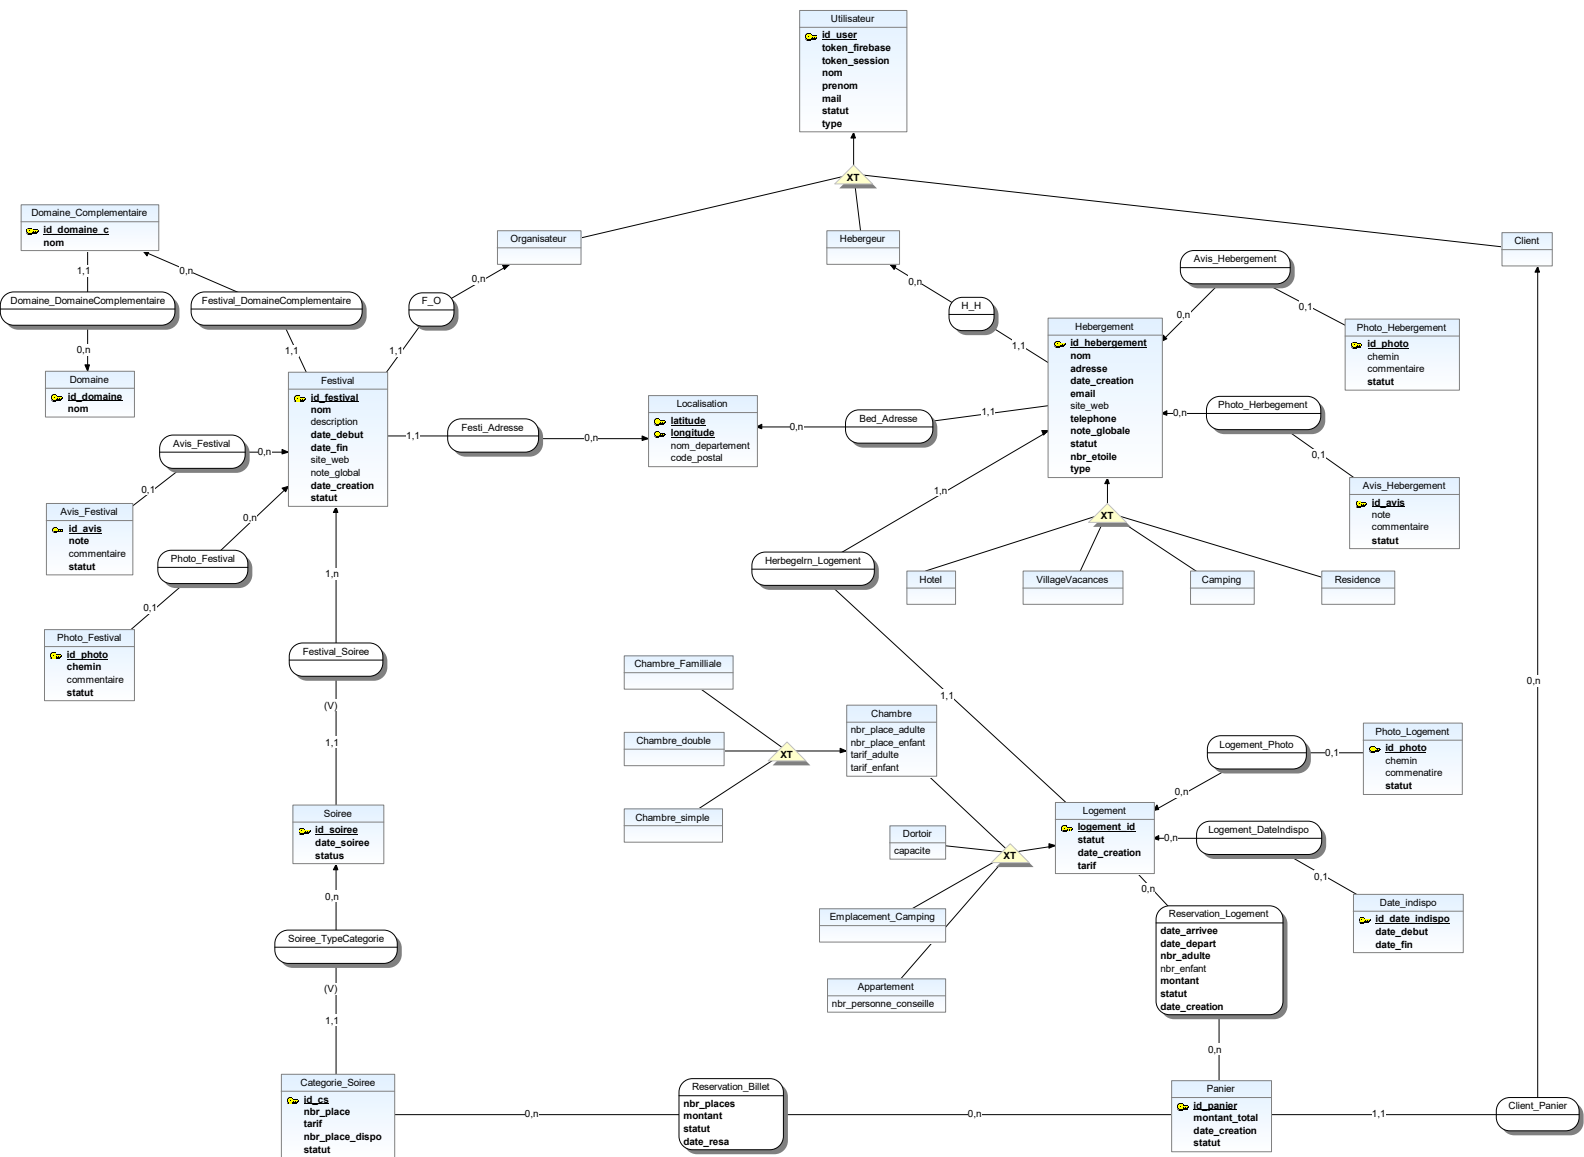 Utilisateur
id_user
token_firebase
token_session
nom
prenom
mail
statut
type
XT
Domaine_Complementaire
id_domaine_c
nom
Organisateur
Hebergeur
Client
1,1
0,n
0,n
0,n
Domaine_DomaineComplementaire
Festival_DomaineComplementaire
F_O
H_H
Avis_Hebergement
0,n
0,1
0,n
1,1
1,1
1,1
Domaine
id_domaine
nom
Festival
id_festival
nom
description
date_debut
date_fin
site_web
note_global
date_creation
statut
Hebergement
id_hebergement
nom
adresse
date_creation
email
site_web
telephone
note_globale
statut
nbr_etoile
type
Photo_Hebergement
id_photo
chemin
commentaire
statut
1,1
Festi_Adresse
0,n
Localisation
latitude
longitude
nom_departement
code_postal
0,n
Bed_Adresse
1,1
0,n
Photo_Herbegement
0,1
Avis_Hebergement
id_avis
note
commentaire
statut
Avis_Festival
0,n
0,1
Avis_Festival
id_avis
note
commentaire
statut
0,n
Photo_Festival
0,1
Photo_Festival
id_photo
chemin
commentaire
statut
1,n
XT
Herbegelrn_Logement
Hotel
VillageVacances
Camping
Residence
1,n
Festival_Soiree
(V)
1,1
1,1
0,n
Chambre_Familliale
Chambre_double
Chambre_simple
XT
Chambre
nbr_place_adulte
nbr_place_enfant
tarif_adulte
tarif_enfant
Logement_Photo
0,1
0,n
Photo_Logement
id_photo
chemin
commenatire
statut
Soiree
id_soiree
date_soiree
status
Dortoir
capacite
XT
Logement
logement_id
statut
date_creation
tarif
0,n
Logement_DateIndispo
0,1
Date_indispo
id_date_indispo
date_debut
date_fin
0,n
Soiree_TypeCategorie
(V)
1,1
Emplacement_Camping
Appartement
nbr_personne_conseille
0,n
Reservation_Logement
date_arrivee
date_depart
nbr_adulte
nbr_enfant
montant
statut
date_creation
0,n
Categorie_Soiree
id_cs
nbr_place
tarif
nbr_place_dispo
statut
0,n
Reservation_Billet
nbr_places
montant
statut
date_resa
0,n
Panier
id_panier
montant_total
date_creation
statut
1,1
Client_Panier